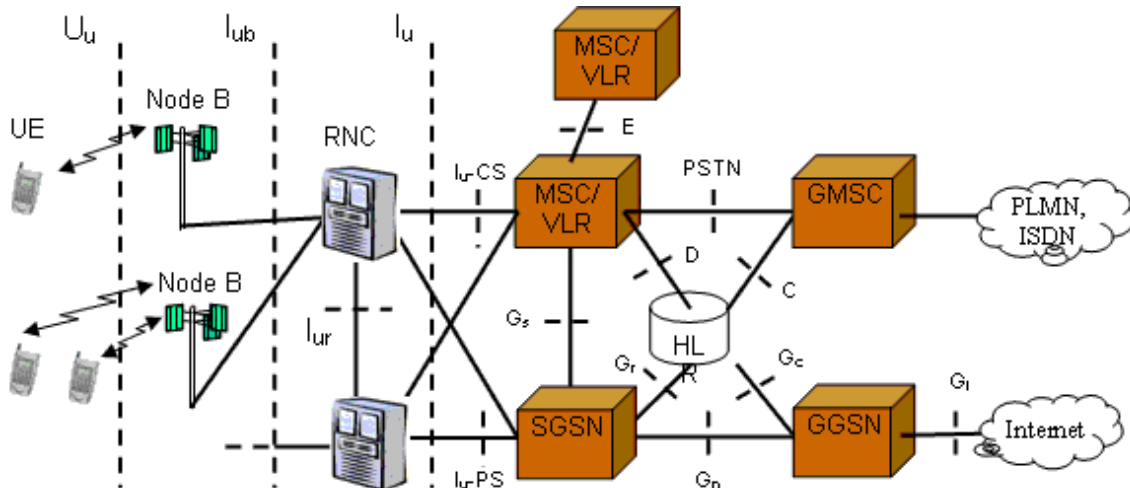 Uu
Iub
Iu
MSC/
VLR
Node B
UE
RNC
E
Iu-CS
MSC/
VLR
PSTN
GMSC
PLMN,
ISDN
D
C
Node B
Iur
Gs
HL
R
Gr
Gc
SGSN
GGSN
Gi
Internet
Iu-PS
Gn